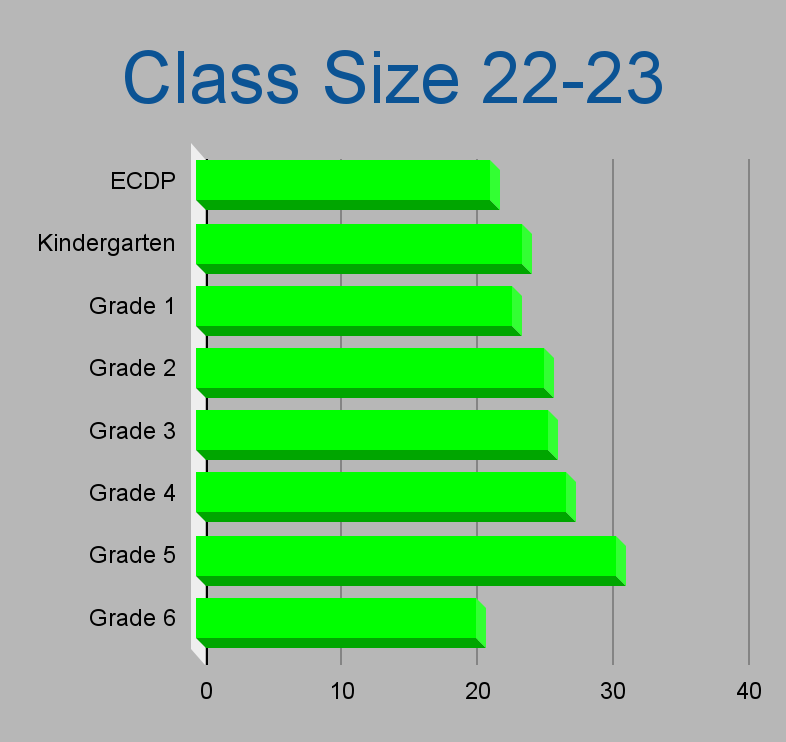 Class Size 22-23
ECDP
Kindergarten
Grade 1
Grade 2
Grade 3
Grade 4
Grade 5
Grade 6
0 10 20 30 40